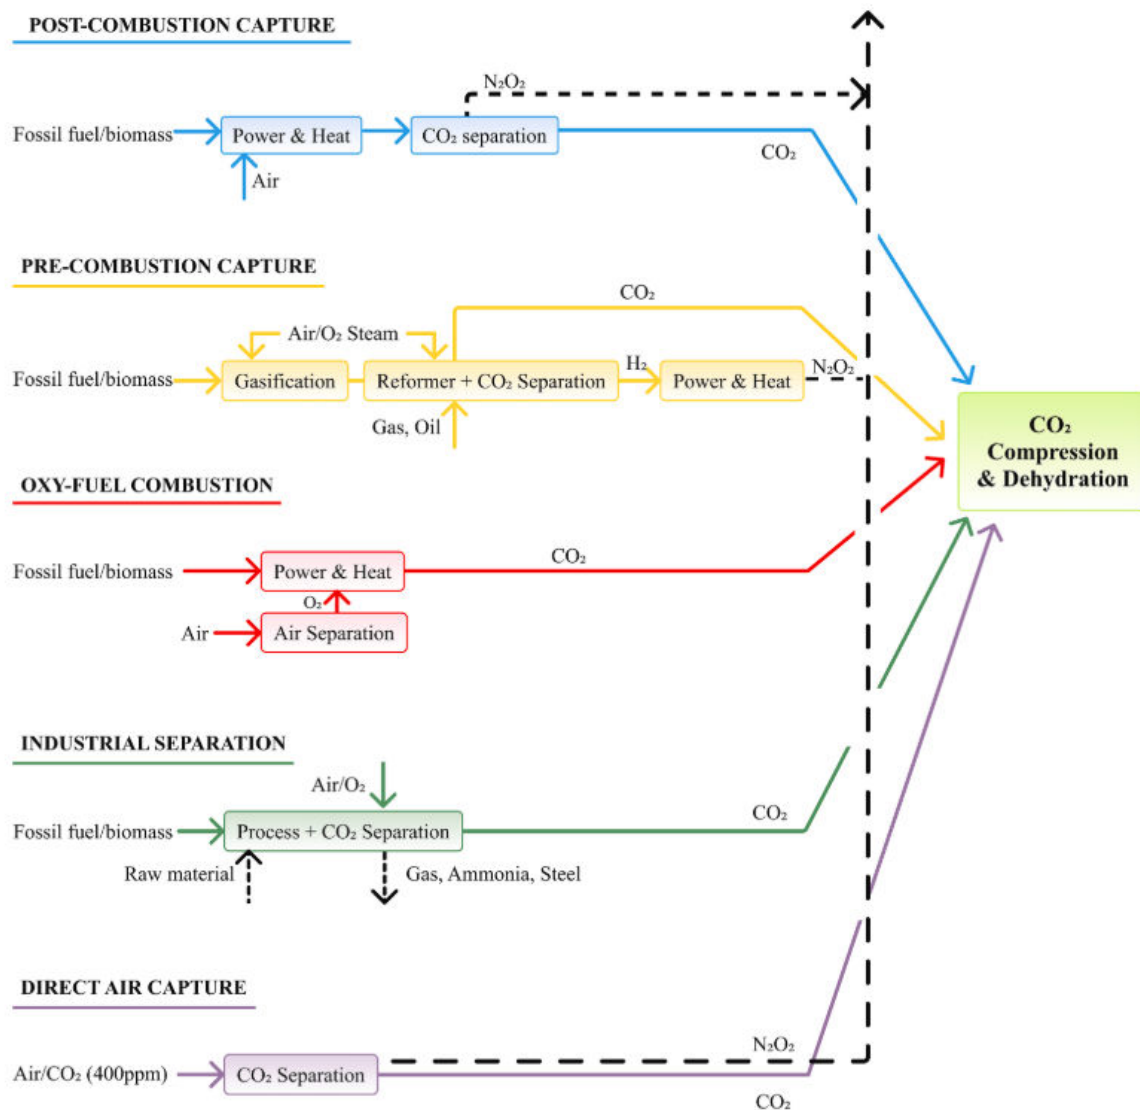 POST-COMBUSTION CAPTURE
N₂O₂
Fossil fuel/biomass
Power & Heat
CO₂ separation
CO₂
Air
PRE-COMBUSTION CAPTURE
CO₂
Air/O₂ Steam
Fossil fuel/biomass
Gasification
Reformer + CO₂ Separation
H₂
Power & Heat
N₂O₂
Gas, Oil
CO₂
Compression
& Dehydration
OXY-FUEL COMBUSTION
Fossil fuel/biomass
Power & Heat
CO₂
O₂
Air
Air Separation
INDUSTRIAL SEPARATION
Air/O₂
Fossil fuel/biomass
Process + CO₂ Separation
CO₂
Raw material
Gas, Ammonia, Steel
DIRECT AIR CAPTURE
N₂O₂
Air/CO₂ (400ppm)
CO₂ Separation
CO₂